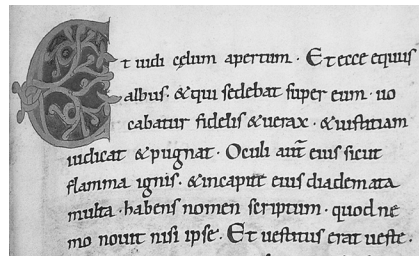 Et uidi cęlum apertum · Et ecce equus
albus · & qui sedebat super eum · uo
cabatur fidelis & uerax · & iustitiam
iudicat & pugnat · Oculi aut̄ eius sicut
flamma ignis · & in capite eius diademata
multa · habens nomen scriptum · quod ne
mo nouit nisi ipse · Et uestitus erat ueste ·